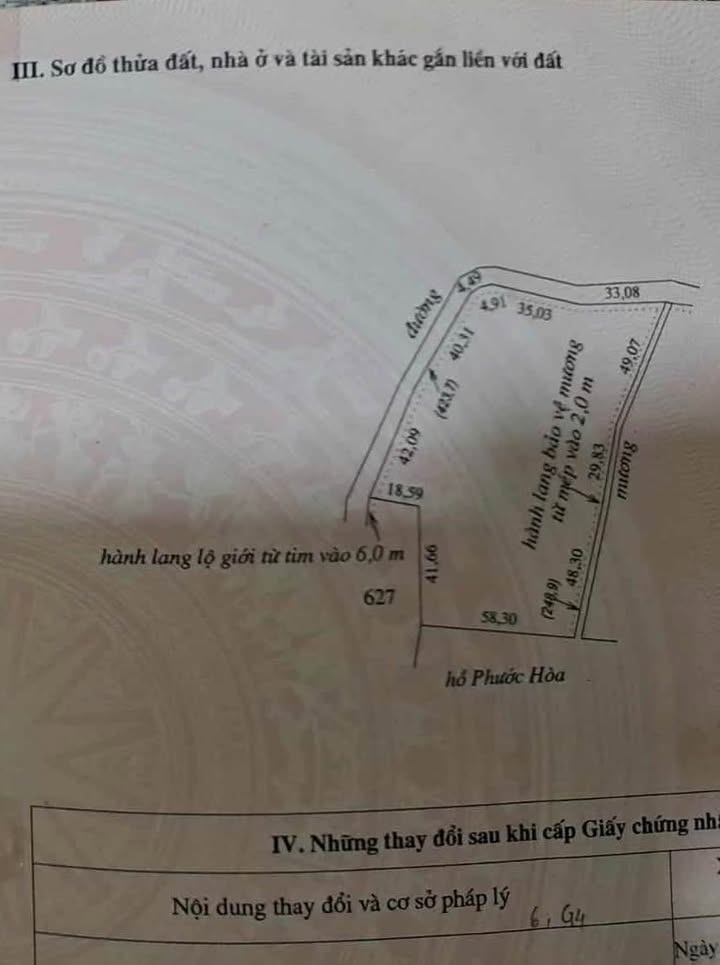 III. Sơ đồ thửa đất, nhà ở và tài sản khác gắn liền với đất
đường
4,49
4,91
35,03
33,08
40,31
(423,7)
42,09
49,07
hành lang bảo vệ mương
từ mép vào 2,0 m
29,83
mương
18,59
hành lang lộ giới từ tim vào 6,0 m
41,66
627
(248,9)
48,30
58,30
hồ Phước Hòa
IV. Những thay đổi sau khi cấp Giấy chứng
Nội dung thay đổi và cơ sở pháp lý
6, G4
Ngày